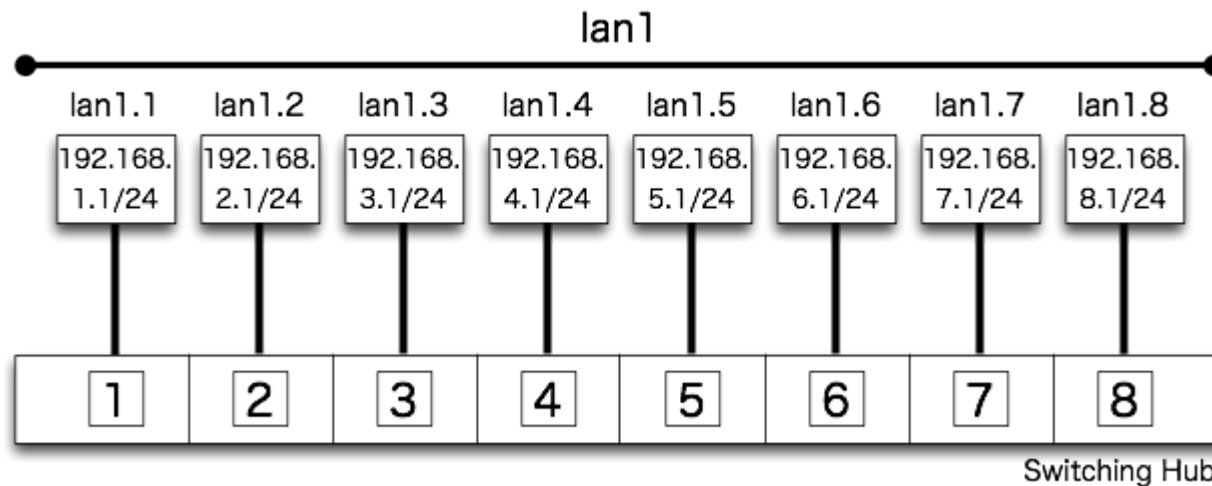 lan1
lan1.1 lan1.2 lan1.3 lan1.4 lan1.5 lan1.6 lan1.7 lan1.8
192.168. 192.168. 192.168. 192.168. 192.168. 192.168. 192.168. 192.168.
1.1/24 2.1/24 3.1/24 4.1/24 5.1/24 6.1/24 7.1/24 8.1/24
1 2 3 4 5 6 7 8
Switching Hub